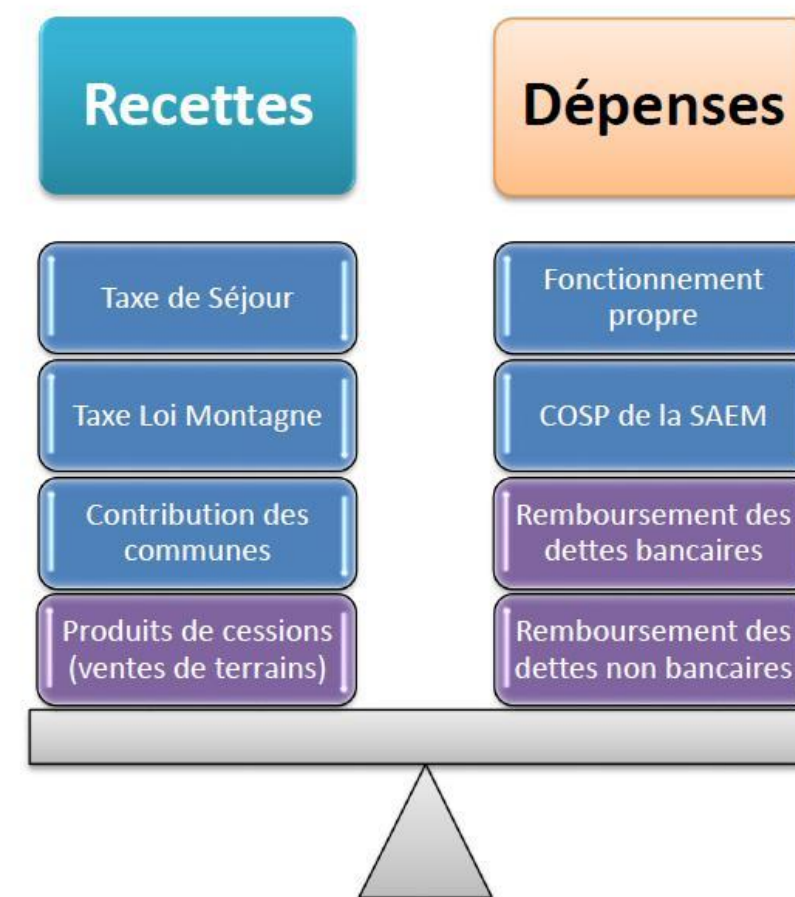 Recettes
Taxe de Séjour
Taxe Loi Montagne
Contribution des
communes
Produits de cessions
(ventes de terrains)
Dépenses
Fonctionnement
propre
COSP de la SAEM
Remboursement des
dettes bancaires
Remboursement des
dettes non bancaires